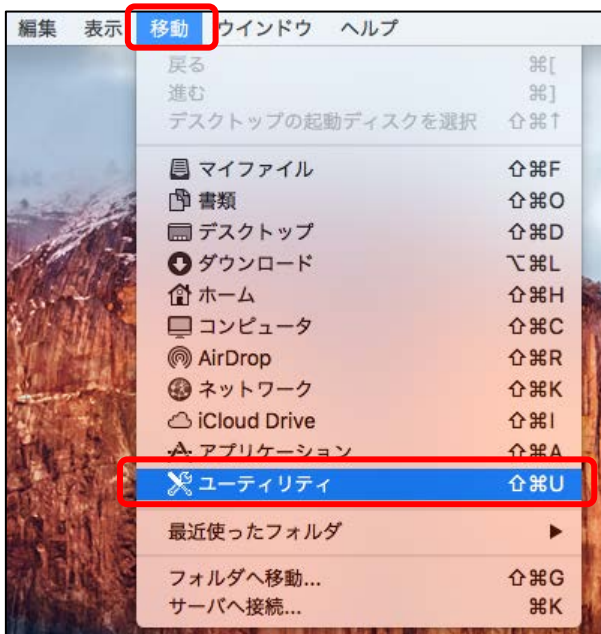 編集 表示 移動 ウインドウ ヘルプ
戻る ⌘[
進む ⌘]
デスクトップの起動ディスクを選択 ⇧⌘↑
マイファイル ⇧⌘F
書類 ⇧⌘O
デスクトップ ⇧⌘D
ダウンロード ⌥⌘L
ホーム ⇧⌘H
コンピュータ ⇧⌘C
AirDrop ⇧⌘R
ネットワーク ⇧⌘K
iCloud Drive ⇧⌘I
アプリケーション ⇧⌘A
ユーティリティ ⇧⌘U
最近使ったフォルダ ▶
フォルダへ移動... ⇧⌘G
サーバへ接続... ⌘K